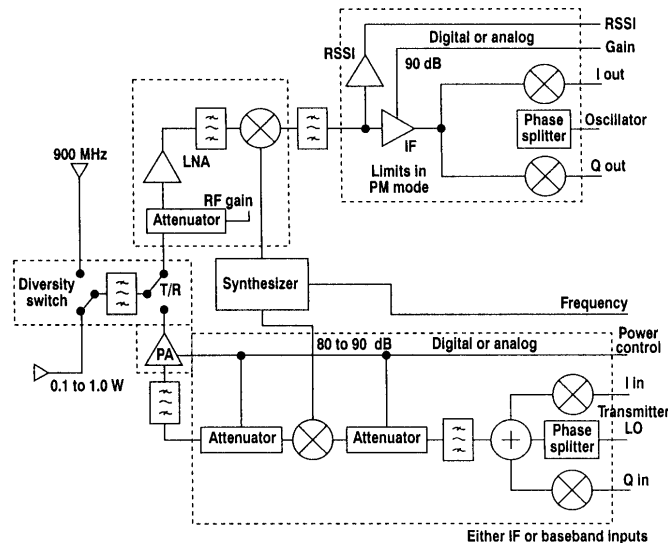 RSSI
Digital or analog
Gain
RSSI
90 dB
I out
Phase
splitter
Oscillator
IF
Limits in
PM mode
Q out
900 MHz
LNA
RF gain
Attenuator
Diversity
switch
T/R
Synthesizer
Frequency
PA
80 to 90 dB
Digital or analog
Power
control
0.1 to 1.0 W
I in
Transmitter
LO
Attenuator
Attenuator
Phase
splitter
Q in
Either IF or baseband inputs